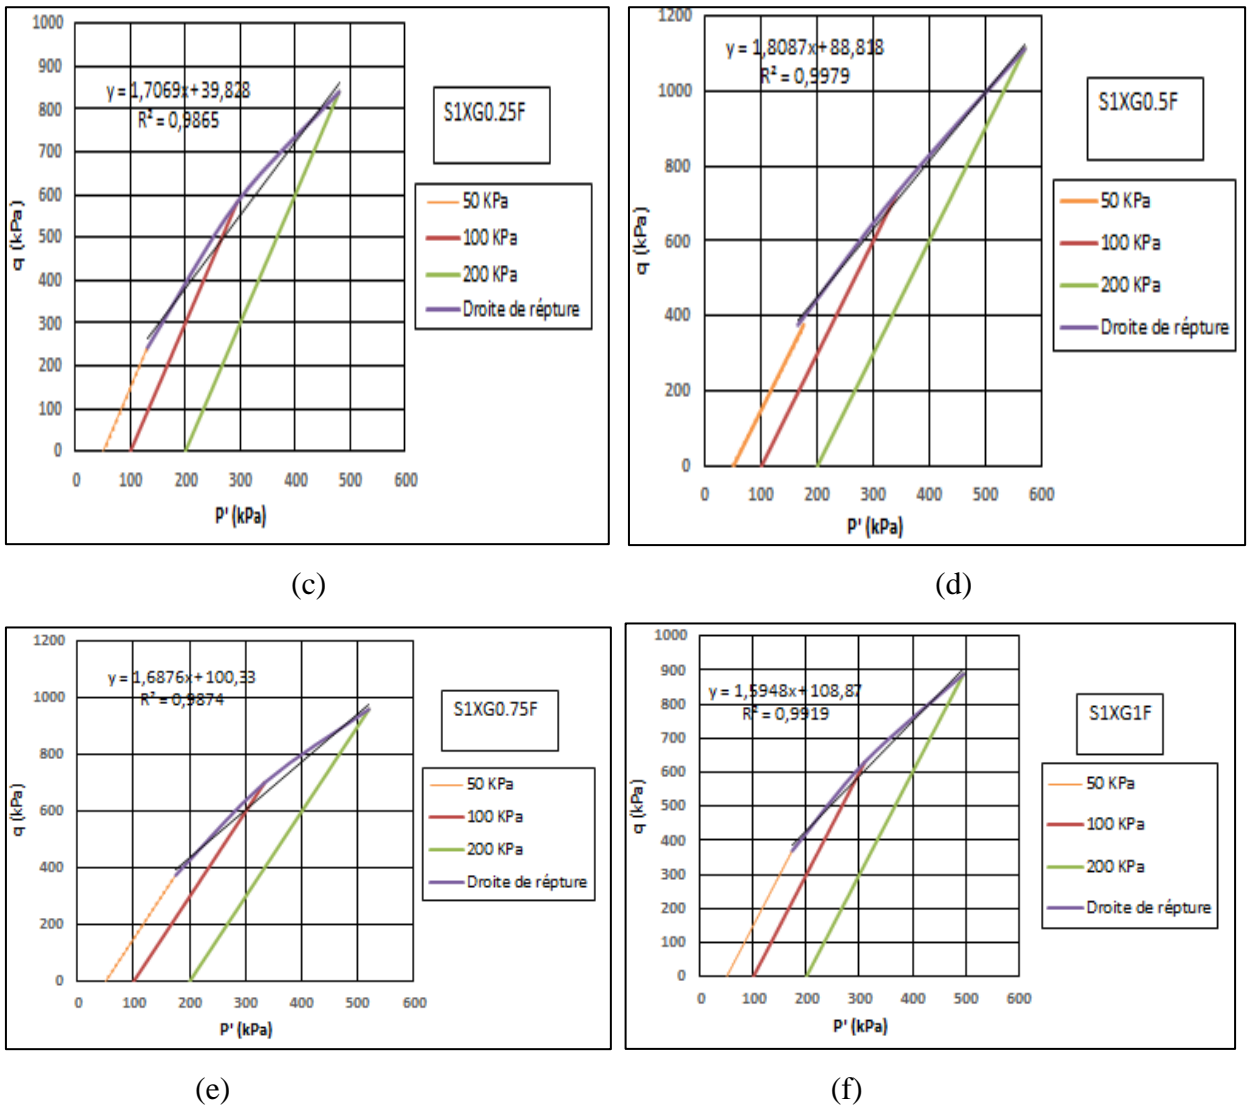 1000
900
800
700
600
500
400
300
200
100
0
0 100 200 300 400 500 600
q (kPa)
P' (kPa)
y = 1,7069x + 39,828
R² = 0,9865
S1XG0.25F
50 KPa
100 KPa
200 KPa
Droite de répture
(c)
1200
1000
800
600
400
200
0
0 100 200 300 400 500 600
q (kPa)
P' (kPa)
y = 1,8087x + 88,818
R² = 0,9979
S1XG0.5F
50 KPa
100 KPa
200 KPa
Droite de répture
(d)
1200
1000
800
600
400
200
0
0 100 200 300 400 500 600
q (kPa)
P' (kPa)
y = 1,6876x + 100,33
R² = 0,9874
S1XG0.75F
50 KPa
100 KPa
200 KPa
Droite de répture
(e)
1000
900
800
700
600
500
400
300
200
100
0
0 100 200 300 400 500 600
q (kPa)
P' (kPa)
y = 1,5948x + 108,87
R² = 0,9919
S1XG1F
50 KPa
100 KPa
200 KPa
Droite de répture
(f)